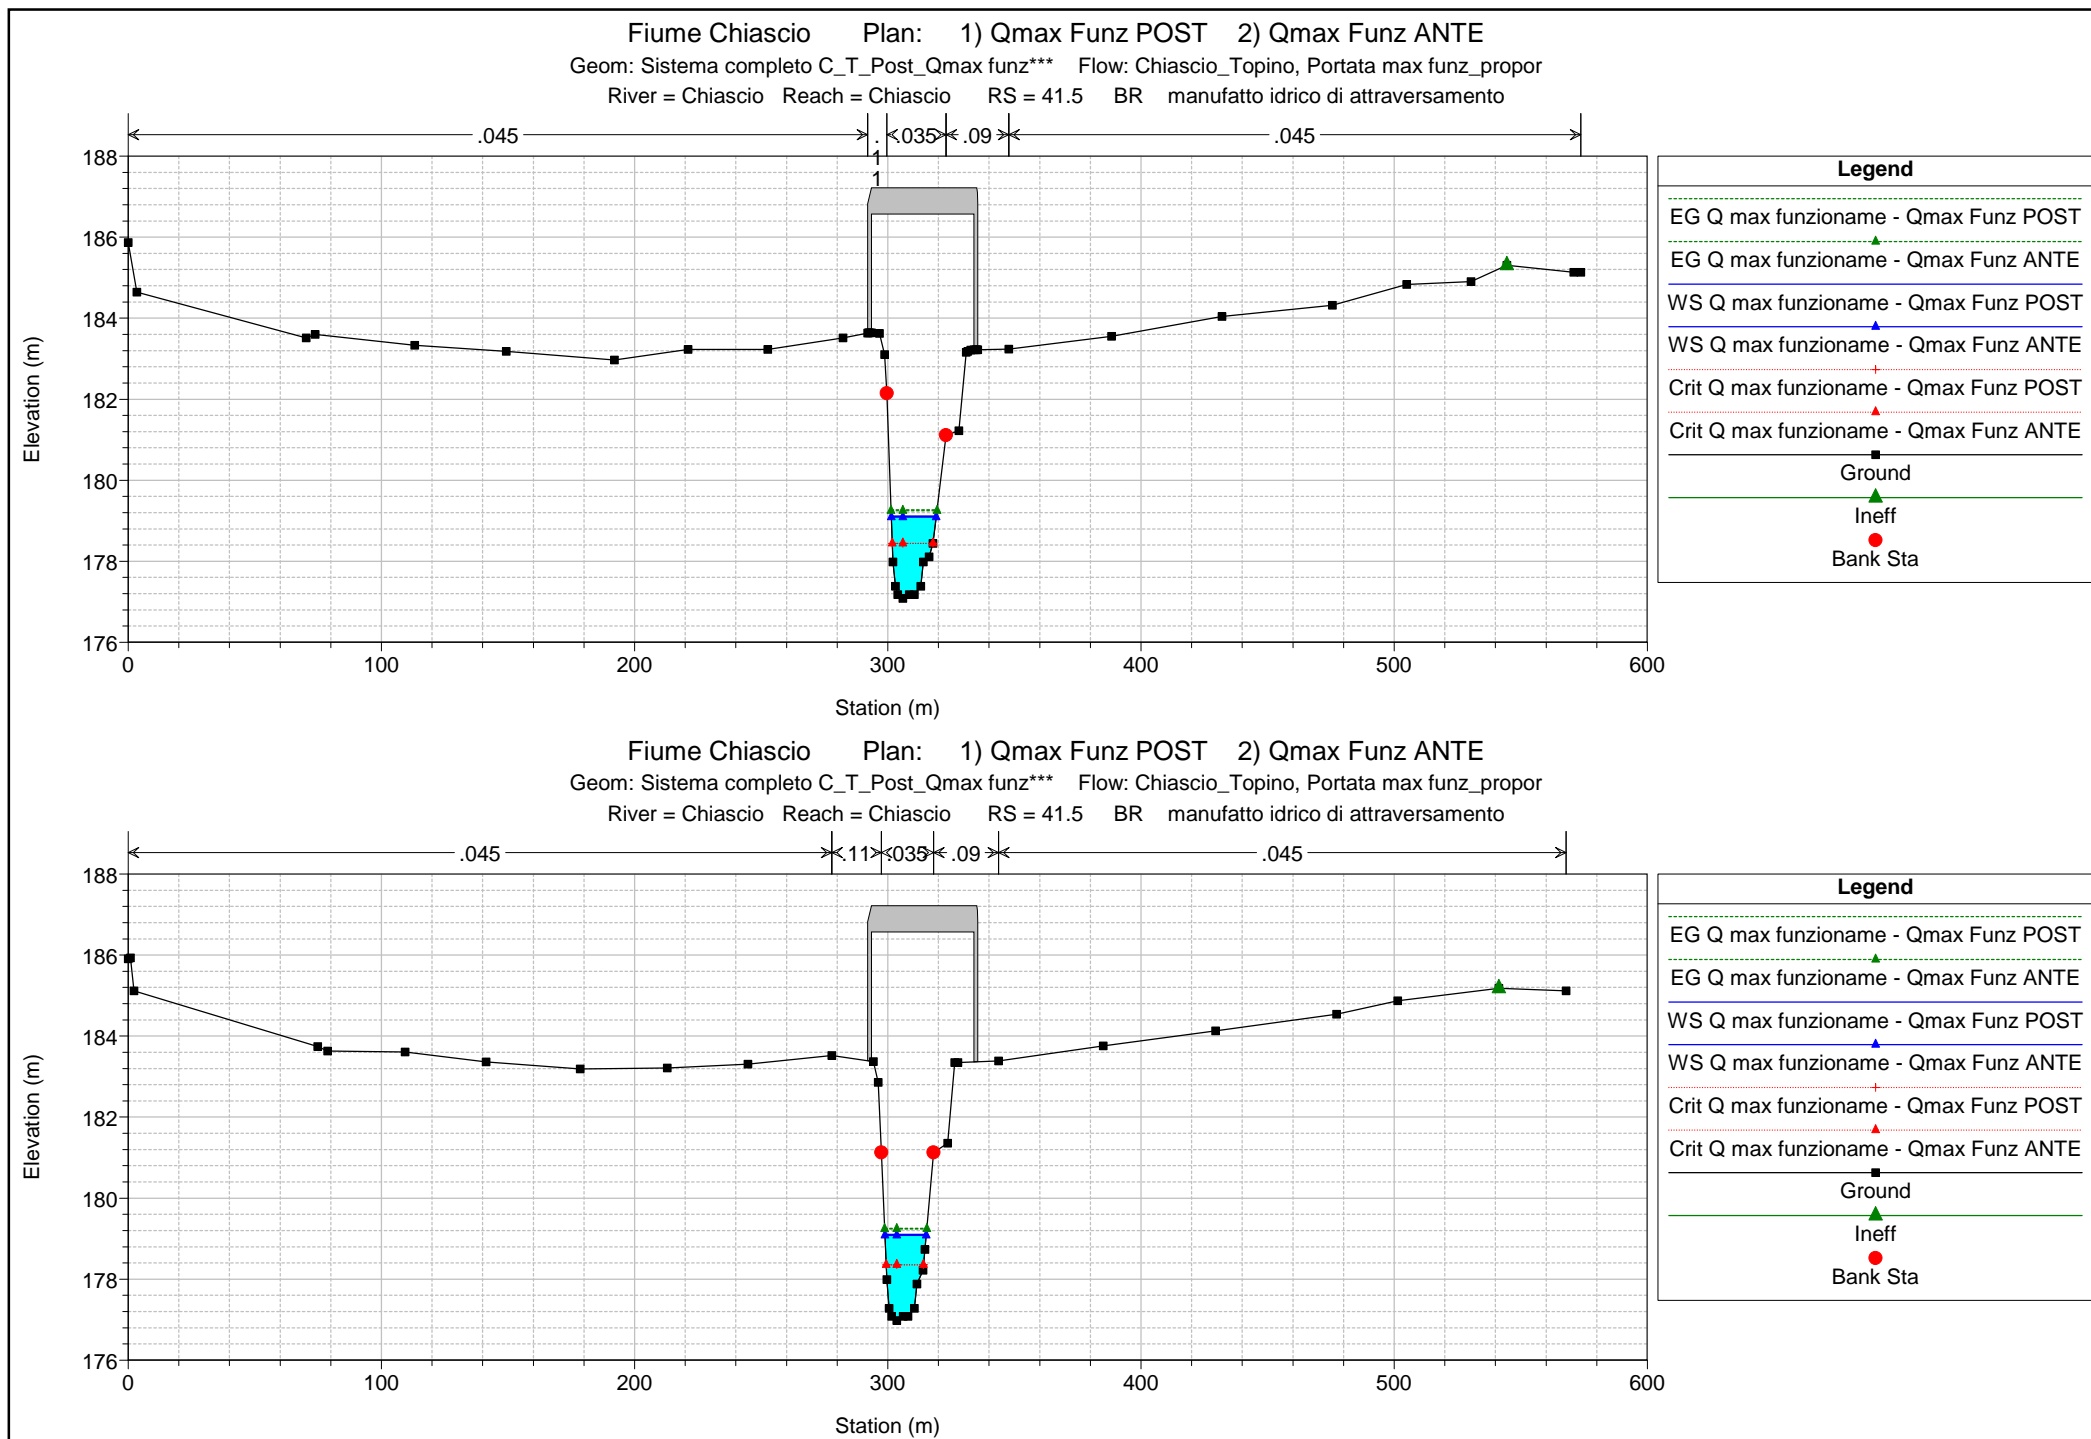 Fiume Chiascio Plan: 1) Qmax Funz POST 2) Qmax Funz ANTE
Geom: Sistema completo C_T_Post_Qmax funz*** Flow: Chiascio_Topino, Portata max funz_propor
River = Chiascio Reach = Chiascio RS = 41.5 BR manufatto idrico di attraversamento
.045 .11 .035 .09 .045
188
186
184
182
180
178
176
Elevation (m)
0 100 200 300 400 500 600
Station (m)
Legend
EG Q max funzioname - Qmax Funz POST
EG Q max funzioname - Qmax Funz ANTE
WS Q max funzioname - Qmax Funz POST
WS Q max funzioname - Qmax Funz ANTE
Crit Q max funzioname - Qmax Funz POST
Crit Q max funzioname - Qmax Funz ANTE
Ground
Ineff
Bank Sta
Fiume Chiascio Plan: 1) Qmax Funz POST 2) Qmax Funz ANTE
Geom: Sistema completo C_T_Post_Qmax funz*** Flow: Chiascio_Topino, Portata max funz_propor
River = Chiascio Reach = Chiascio RS = 41.5 BR manufatto idrico di attraversamento
.045 .11 .035 .09 .045
188
186
184
182
180
178
176
Elevation (m)
0 100 200 300 400 500 600
Station (m)
Legend
EG Q max funzioname - Qmax Funz POST
EG Q max funzioname - Qmax Funz ANTE
WS Q max funzioname - Qmax Funz POST
WS Q max funzioname - Qmax Funz ANTE
Crit Q max funzioname - Qmax Funz POST
Crit Q max funzioname - Qmax Funz ANTE
Ground
Ineff
Bank Sta